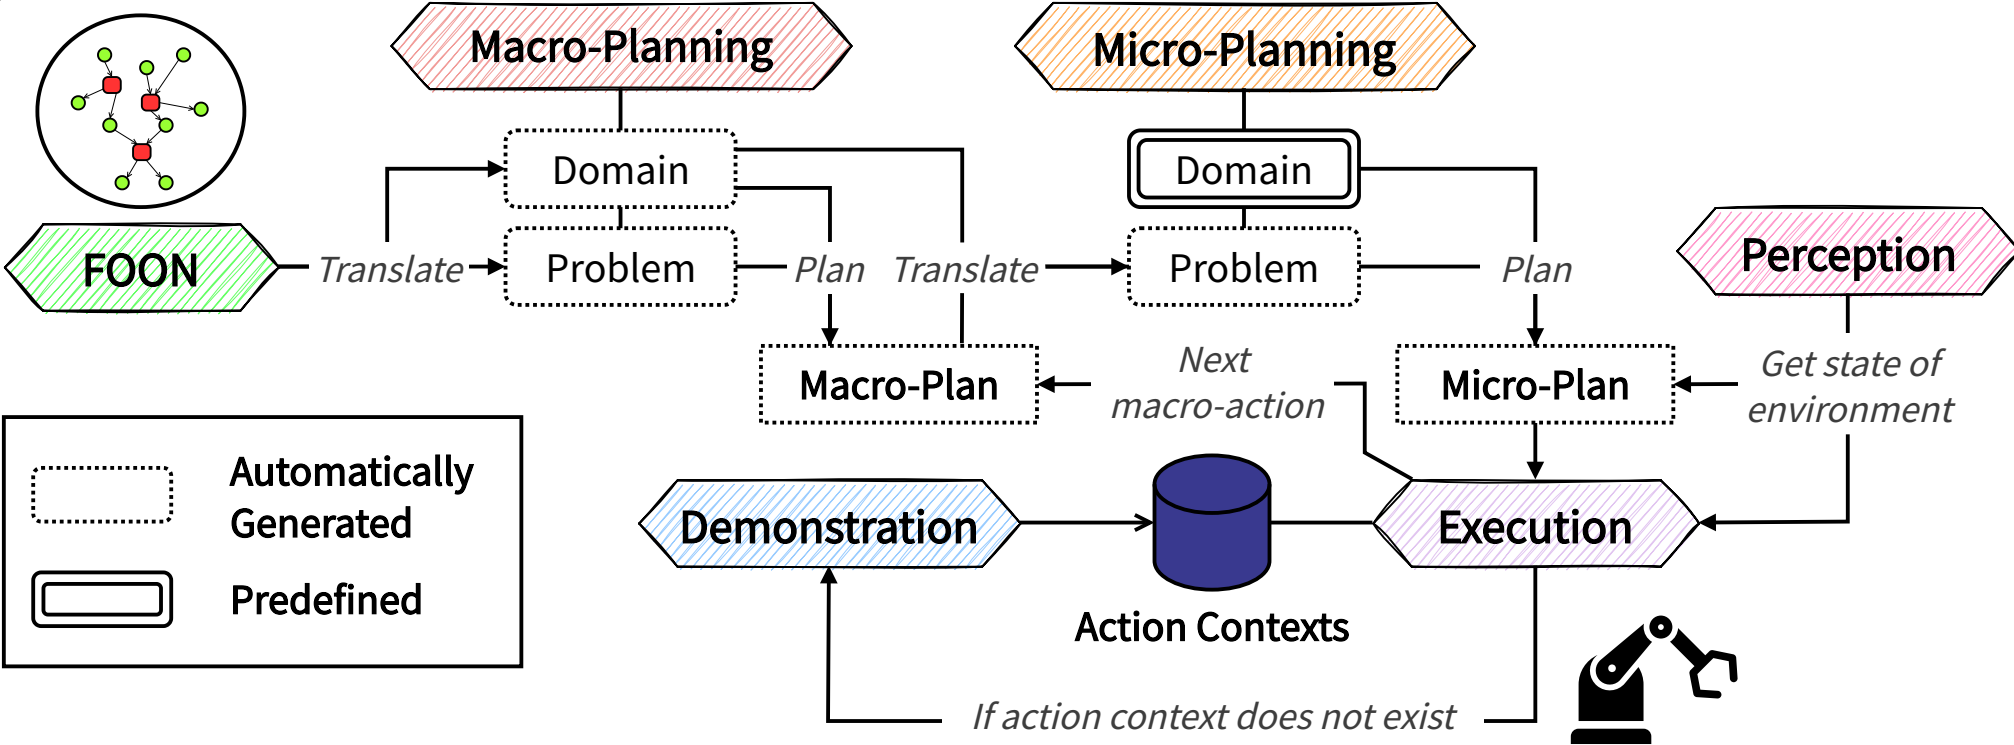 Macro-Planning
Micro-Planning
Domain
Domain
FOON
Translate
Problem
Plan
Translate
Problem
Plan
Perception
Macro-Plan
Next
macro-action
Micro-Plan
Get state of
environment
Automatically
Generated
Predefined
Demonstration
Action Contexts
Execution
If action context does not exist